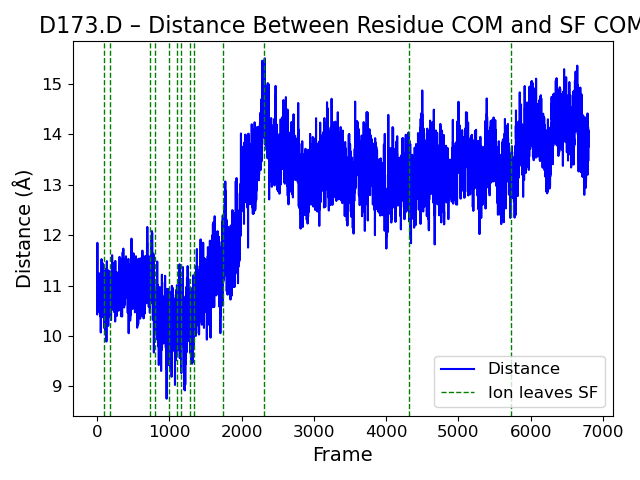 D173.D – Distance Between Residue COM and SF COM
Distance (Å)
15
14
13
12
11
10
9
Distance
Ion leaves SF
0 1000 2000 3000 4000 5000 6000 7000
Frame